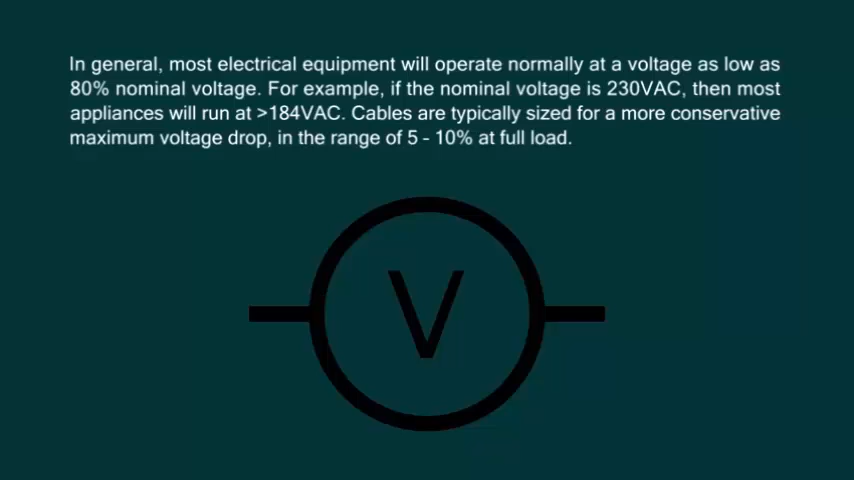 In general, most electrical equipment will operate normally at a voltage as low as
80% nominal voltage. For example, if the nominal voltage is 230VAC, then most
appliances will run at >184VAC. Cables are typically sized for a more conservative
maximum voltage drop, in the range of 5 - 10% at full load.
V